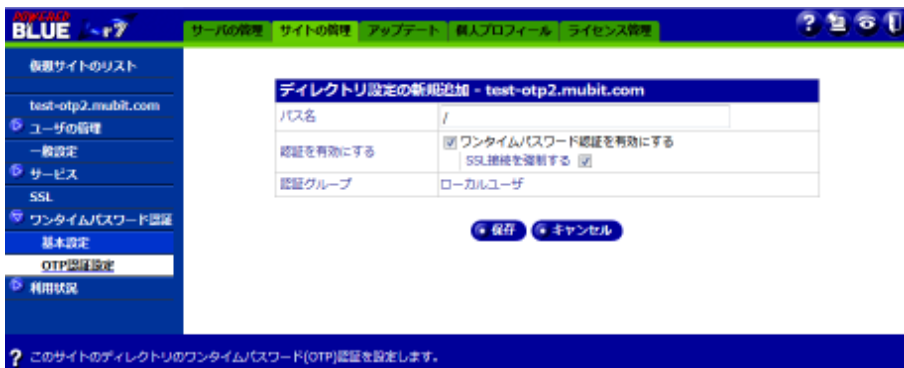 POWERED
BLUE
サーバの管理 サイトの管理 アップデート 個人プロフィール ライセンス管理
仮想サイトのリスト
test-otp2.mubit.com
ユーザの管理
一般設定
サービス
SSL
ワンタイムパスワード認証
基本設定
OTP認証設定
利用状況
ディレクトリ設定の新規追加 - test-otp2.mubit.com
パス名 /
認証を有効にする ワンタイムパスワード認証を有効にする
SSL接続を強制する
認証グループ ローカルユーザ
保存 キャンセル
? このサイトのディレクトリのワンタイムパスワード(OTP)認証を設定します。